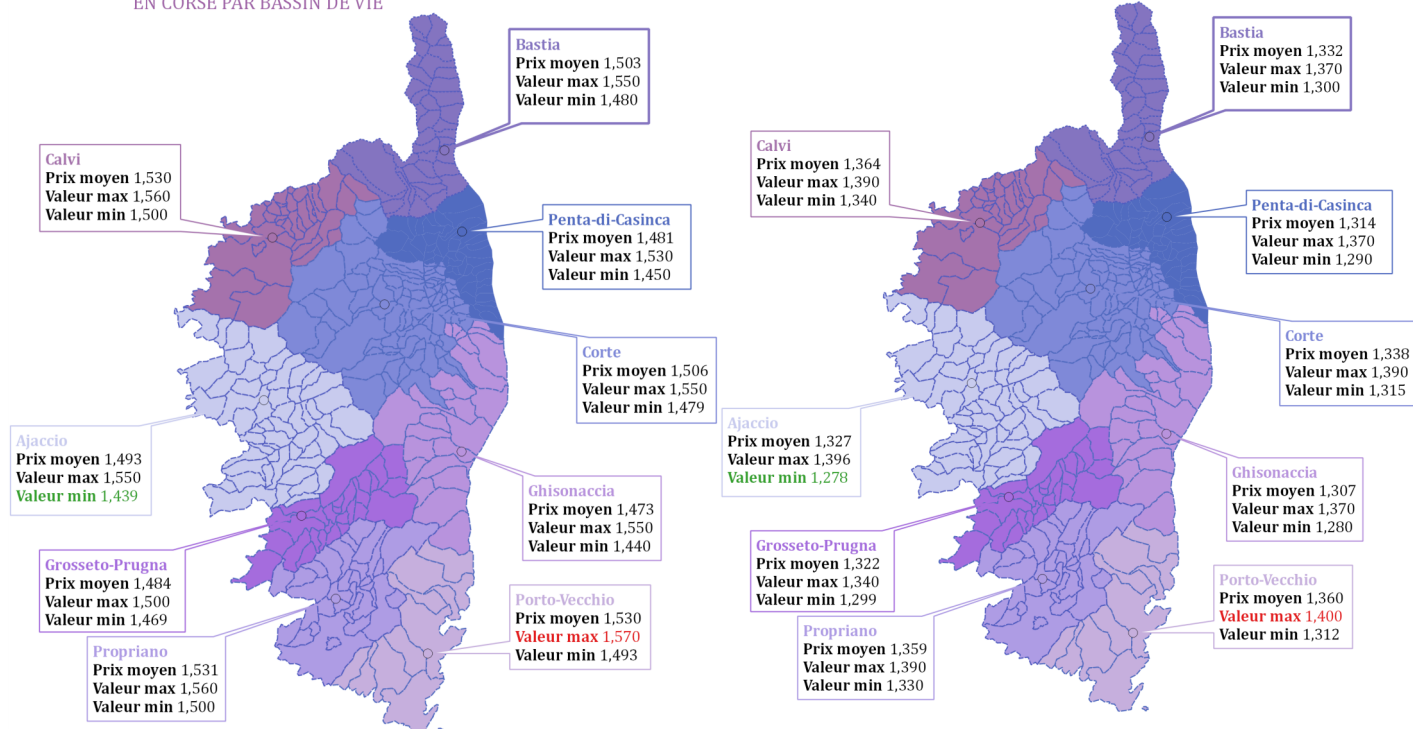 EN CORSE PAR BASSIN DE VIE
Bastia
Prix moyen 1,503
Valeur max 1,550
Valeur min 1,480
Calvi
Prix moyen 1,530
Valeur max 1,560
Valeur min 1,500
Penta-di-Casinca
Prix moyen 1,481
Valeur max 1,530
Valeur min 1,450
Corte
Prix moyen 1,506
Valeur max 1,550
Valeur min 1,479
Ajaccio
Prix moyen 1,493
Valeur max 1,550
Valeur min 1,439
Ghisonaccia
Prix moyen 1,473
Valeur max 1,550
Valeur min 1,440
Grosseto-Prugna
Prix moyen 1,484
Valeur max 1,500
Valeur min 1,469
Porto-Vecchio
Prix moyen 1,530
Valeur max 1,570
Valeur min 1,493
Propriano
Prix moyen 1,531
Valeur max 1,560
Valeur min 1,500
Bastia
Prix moyen 1,332
Valeur max 1,370
Valeur min 1,300
Calvi
Prix moyen 1,364
Valeur max 1,390
Valeur min 1,340
Penta-di-Casinca
Prix moyen 1,314
Valeur max 1,370
Valeur min 1,290
Corte
Prix moyen 1,338
Valeur max 1,390
Valeur min 1,315
Ajaccio
Prix moyen 1,327
Valeur max 1,396
Valeur min 1,278
Ghisonaccia
Prix moyen 1,307
Valeur max 1,370
Valeur min 1,280
Grosseto-Prugna
Prix moyen 1,322
Valeur max 1,340
Valeur min 1,299
Porto-Vecchio
Prix moyen 1,360
Valeur max 1,400
Valeur min 1,312
Propriano
Prix moyen 1,359
Valeur max 1,390
Valeur min 1,330